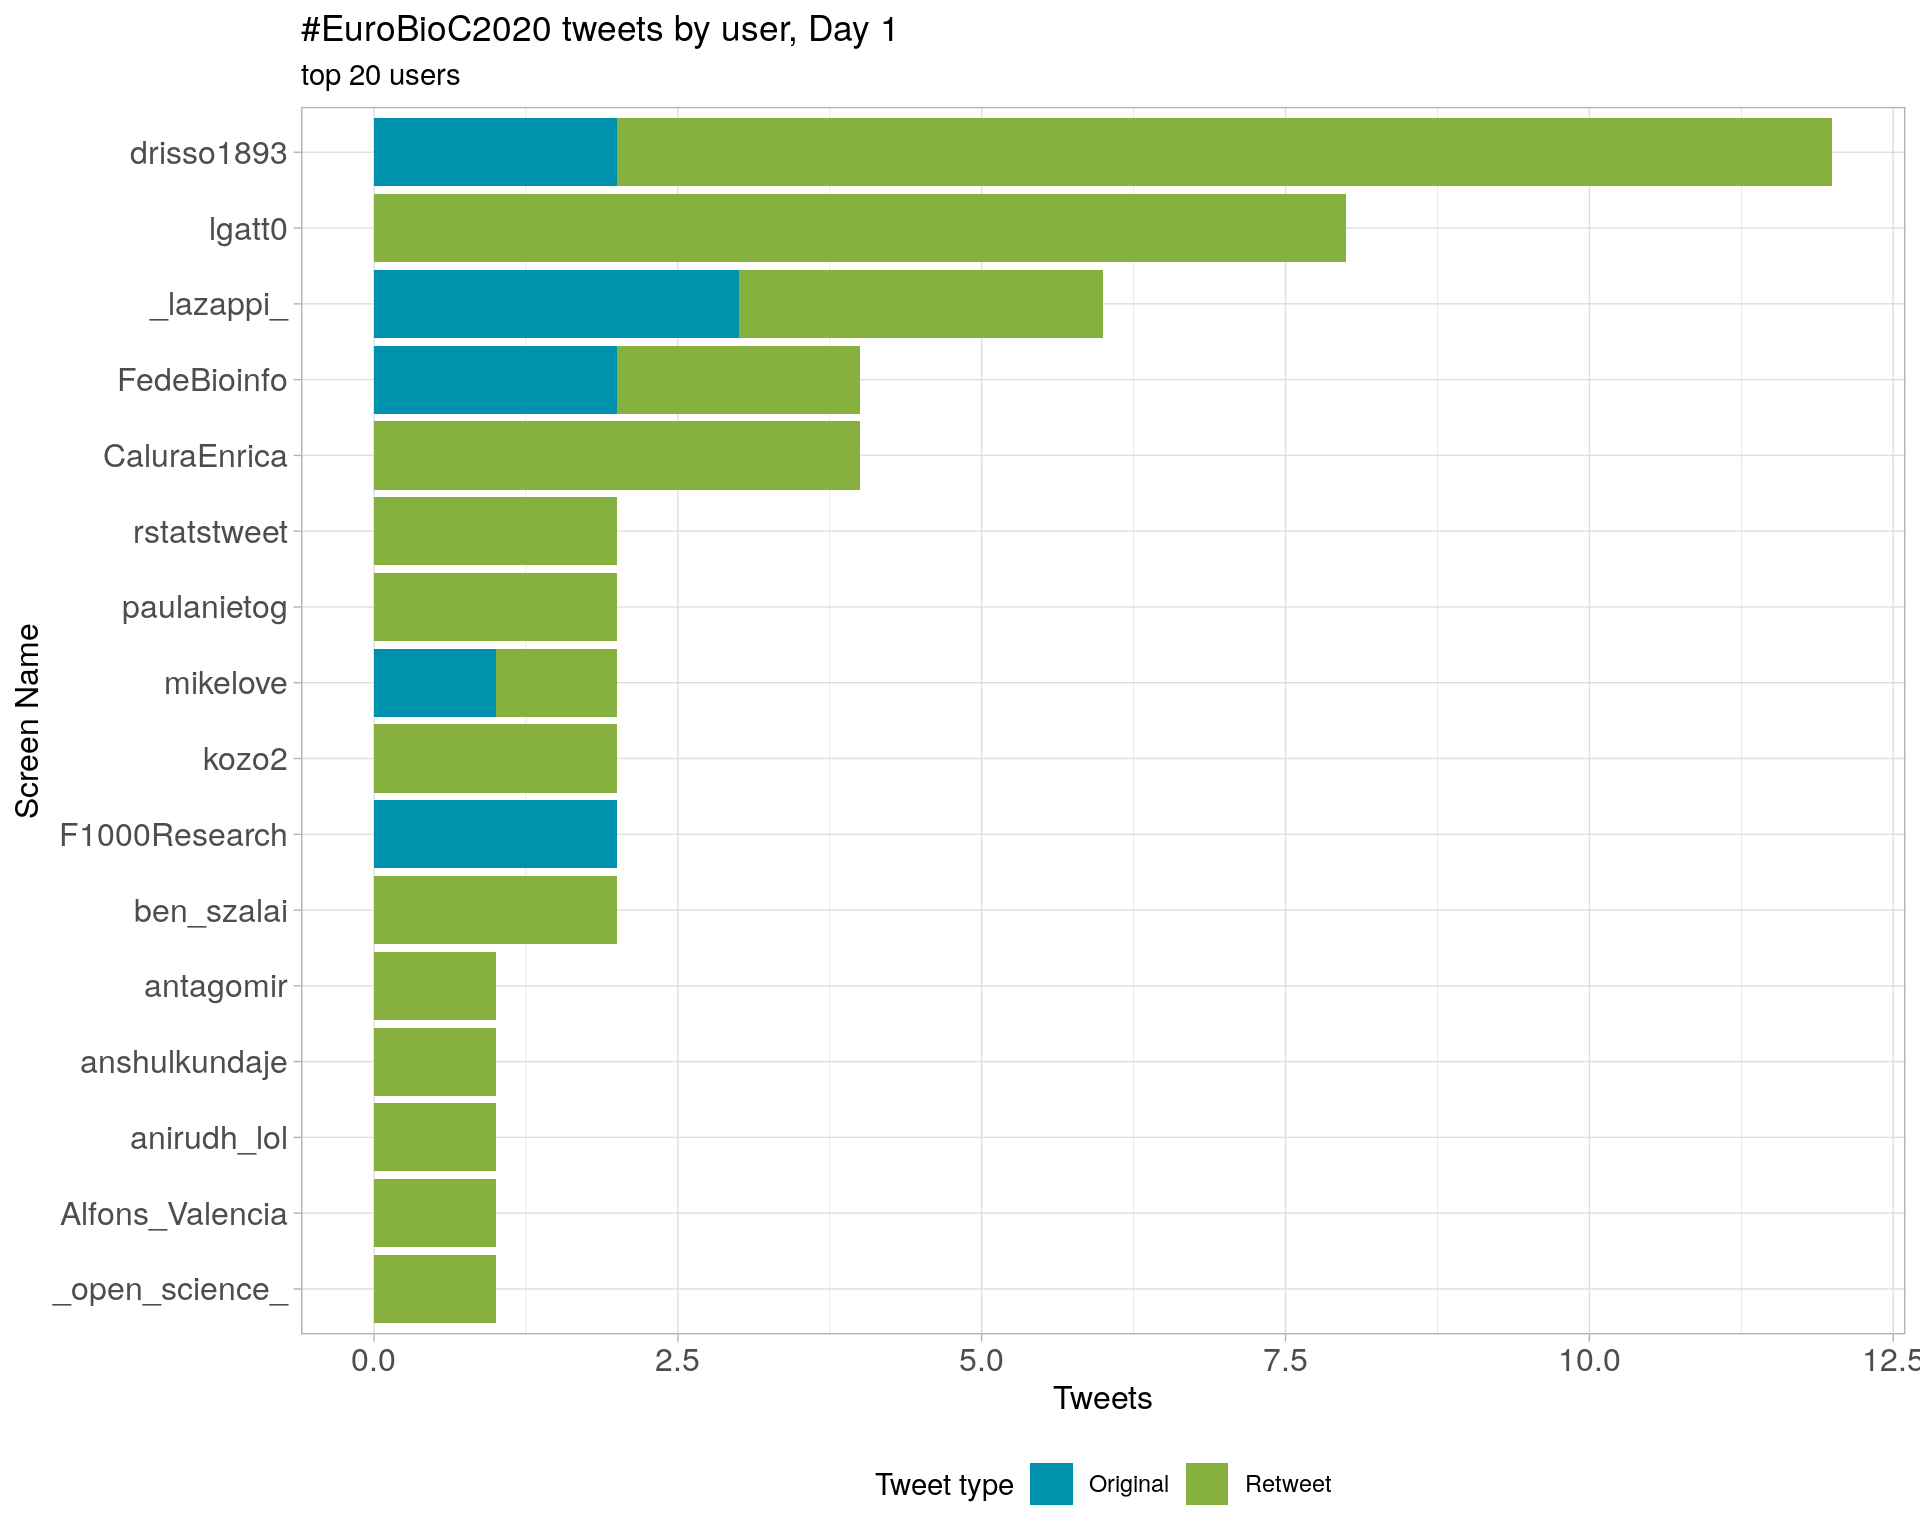 #EuroBioC2020 tweets by user, Day 1
top 20 users
drisso1893
lgatt0
_lazappi_
FedeBioinfo
CaluraEnrica
rstatstweet
paulanietog
mikelove
kozo2
F1000Research
ben_szalai
antagomir
anshulkundaje
anirudh_lol
Alfons_Valencia
_open_science_
Screen Name
0.0 2.5 5.0 7.5 10.0 12.5
Tweets
Tweet type Original Retweet